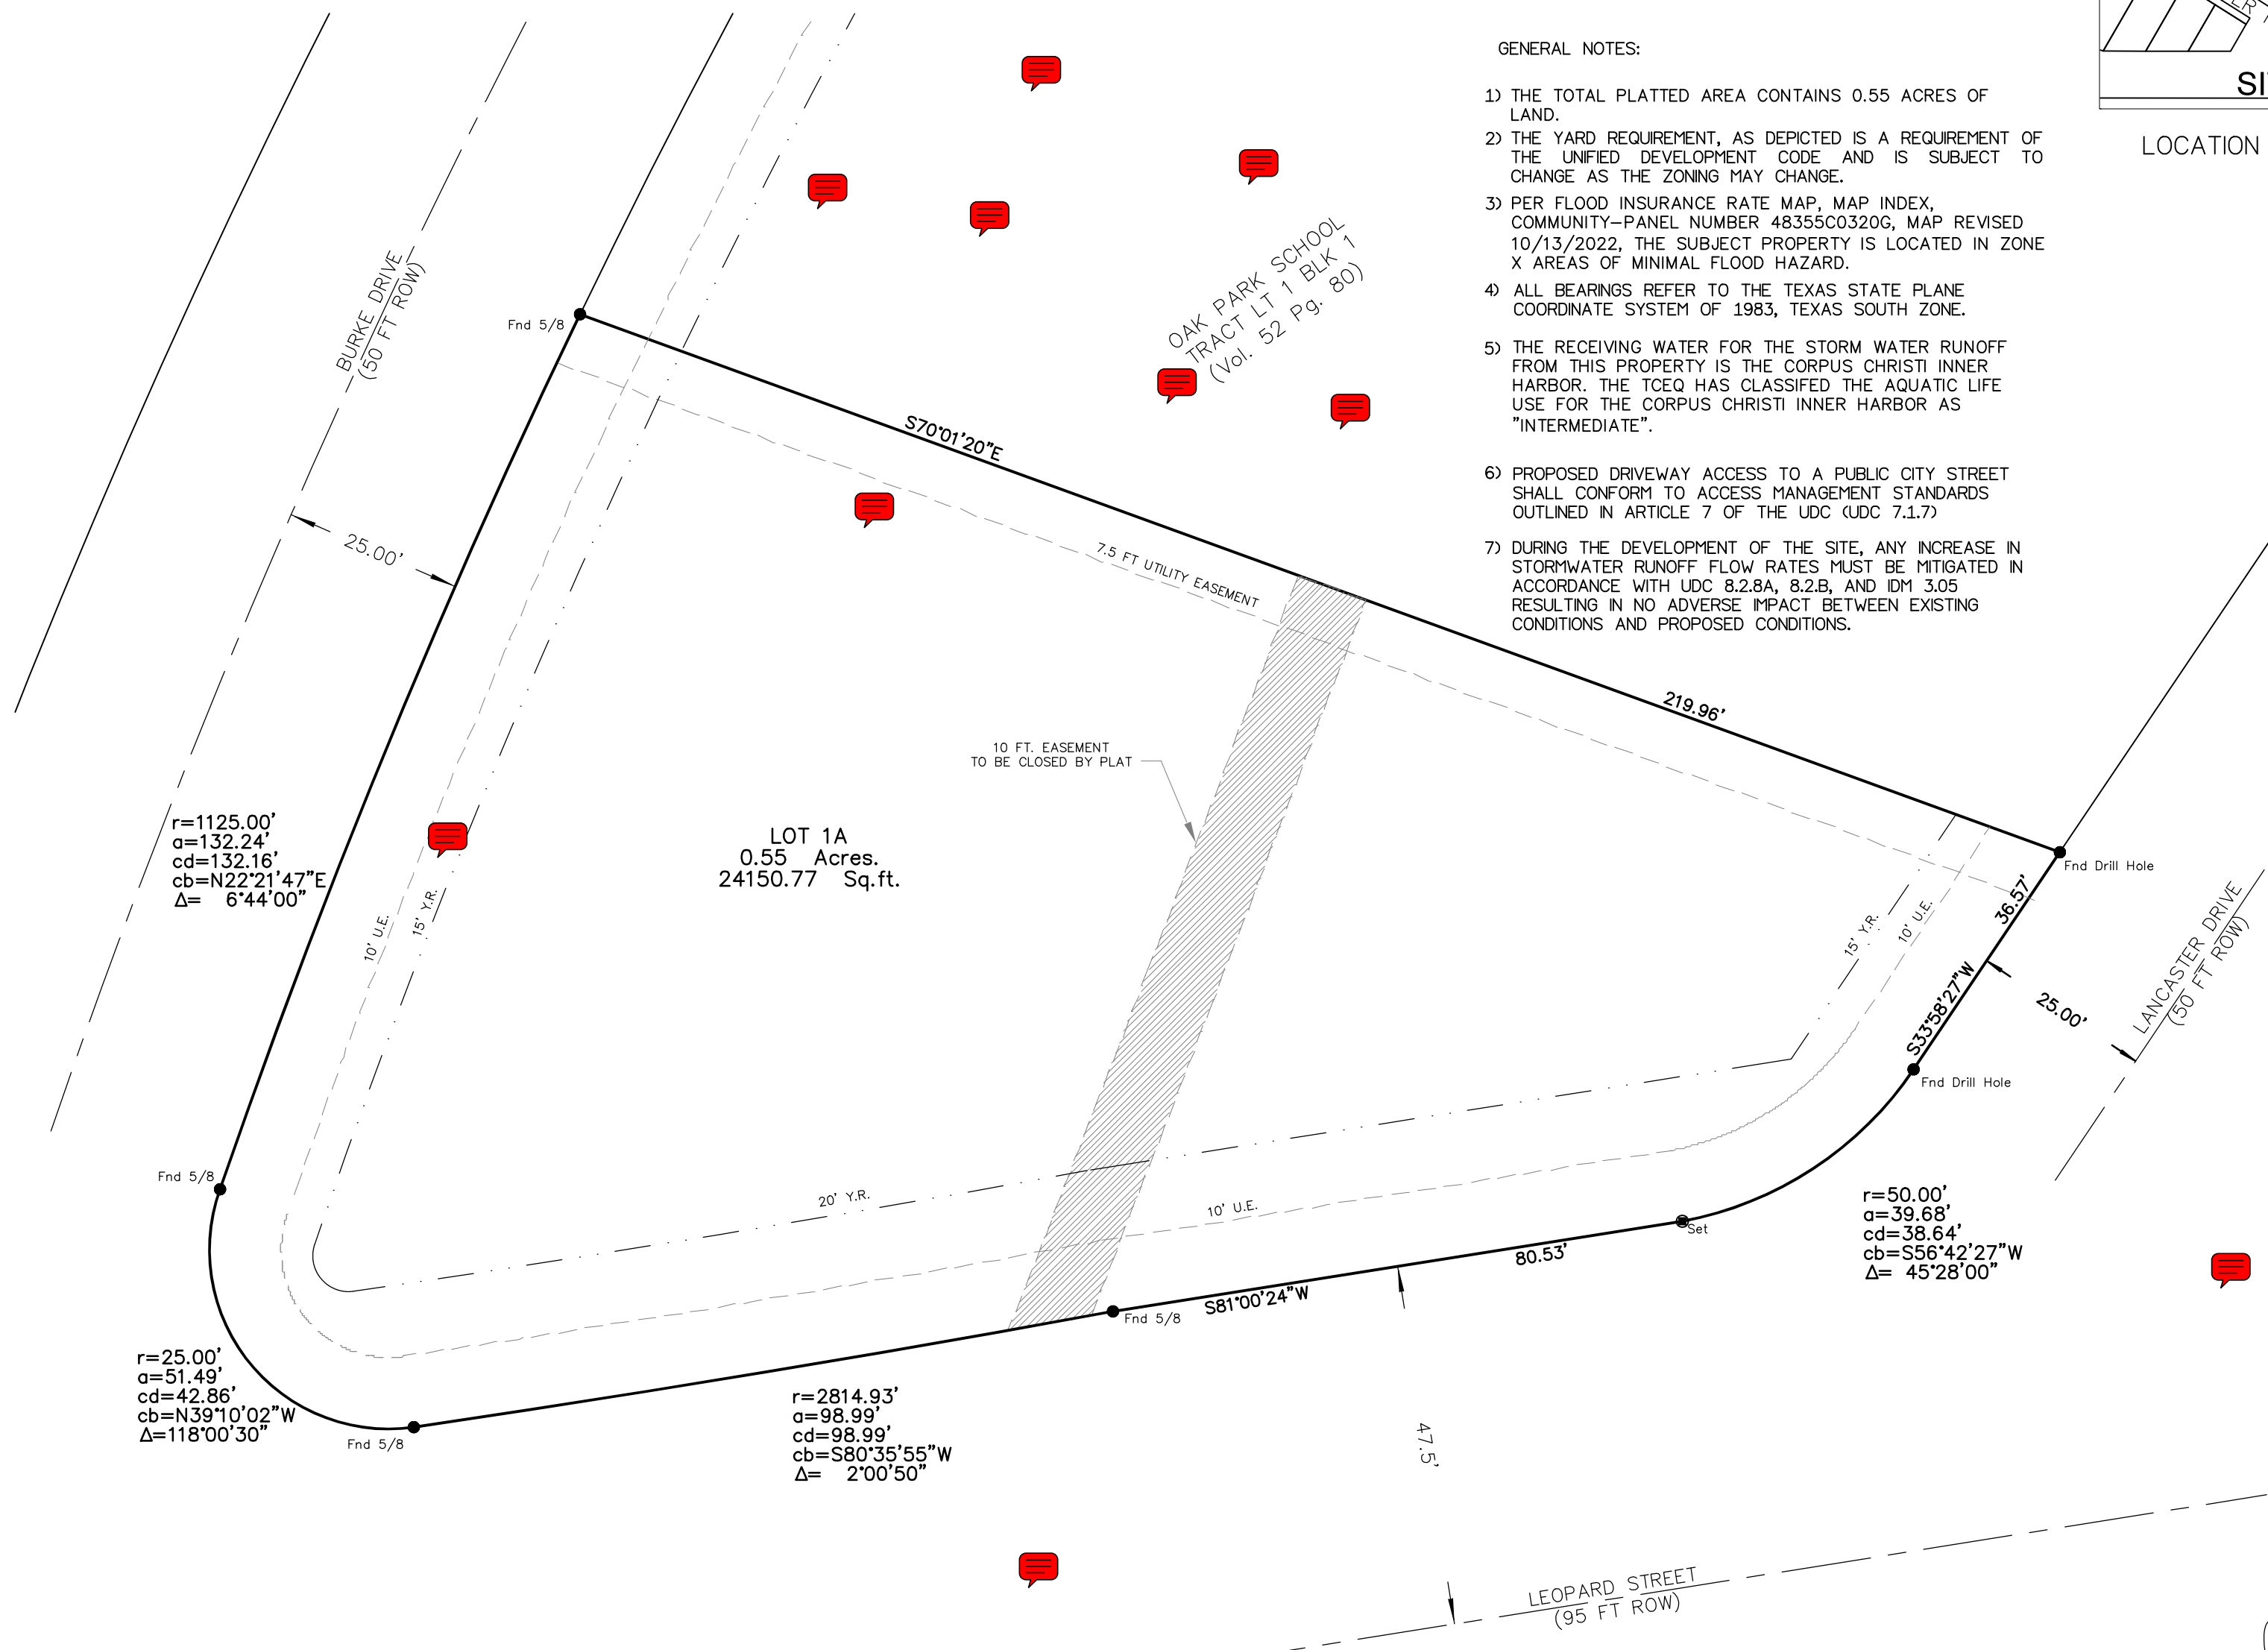 GENERAL NOTES:
1) THE TOTAL PLATTED AREA CONTAINS 0.55 ACRES OF
LAND.
2) THE YARD REQUIREMENT, AS DEPICTED IS A REQUIREMENT OF
THE UNIFIED DEVELOPMENT CODE AND IS SUBJECT TO
CHANGE AS THE ZONING MAY CHANGE.
3) PER FLOOD INSURANCE RATE MAP, MAP INDEX,
COMMUNITY-PANEL NUMBER 48355C0320G, MAP REVISED
10/13/2022, THE SUBJECT PROPERTY IS LOCATED IN ZONE
X AREAS OF MINIMAL FLOOD HAZARD.
4) ALL BEARINGS REFER TO THE TEXAS STATE PLANE
COORDINATE SYSTEM OF 1983, TEXAS SOUTH ZONE.
5) THE RECEIVING WATER FOR THE STORM WATER RUNOFF
FROM THIS PROPERTY IS THE CORPUS CHRISTI INNER
HARBOR. THE TCEQ HAS CLASSIFED THE AQUATIC LIFE
USE FOR THE CORPUS CHRISTI INNER HARBOR AS
"INTERMEDIATE".
6) PROPOSED DRIVEWAY ACCESS TO A PUBLIC CITY STREET
SHALL CONFORM TO ACCESS MANAGEMENT STANDARDS
OUTLINED IN ARTICLE 7 OF THE UDC (UDC 7.1.7)
7) DURING THE DEVELOPMENT OF THE SITE, ANY INCREASE IN
STORMWATER RUNOFF FLOW RATES MUST BE MITIGATED IN
ACCORDANCE WITH UDC 8.2.8A, 8.2.B, AND IDM 3.05
RESULTING IN NO ADVERSE IMPACT BETWEEN EXISTING
CONDITIONS AND PROPOSED CONDITIONS.
LOCATION
BURKE DRIVE
(50 FT ROW)
OAK PARK SCHOOL
TRACT LT 1 BLK 1
(Vol. 52 Pg. 80)
Fnd 5/8
S70°01'20"E
25.00'
7.5 FT UTILITY EASEMENT
219.96'
10 FT. EASEMENT
TO BE CLOSED BY PLAT
r=1125.00'
a=132.24'
cd=132.16'
cb=N22°21'47"E
Δ= 6°44'00"
LOT 1A
0.55 Acres.
24150.77 Sq.ft.
10' U.E.
15' Y.R.
Fnd Drill Hole
36.57'
15' Y.R.
10' U.E.
S33°58'27"W
25.00'
LANCASTER DRIVE
(50 FT ROW)
Fnd Drill Hole
Fnd 5/8
20' Y.R.
10' U.E.
Set
r=50.00'
a=39.68'
cd=38.64'
cb=S56°42'27"W
Δ= 45°28'00"
80.53'
S81°00'24"W
Fnd 5/8
r=25.00'
a=51.49'
cd=42.86'
cb=N39°10'02"W
Δ=118°00'30"
Fnd 5/8
r=2814.93'
a=98.99'
cd=98.99'
cb=S80°35'55"W
Δ= 2°00'50"
47.5'
LEOPARD STREET
(95 FT ROW)